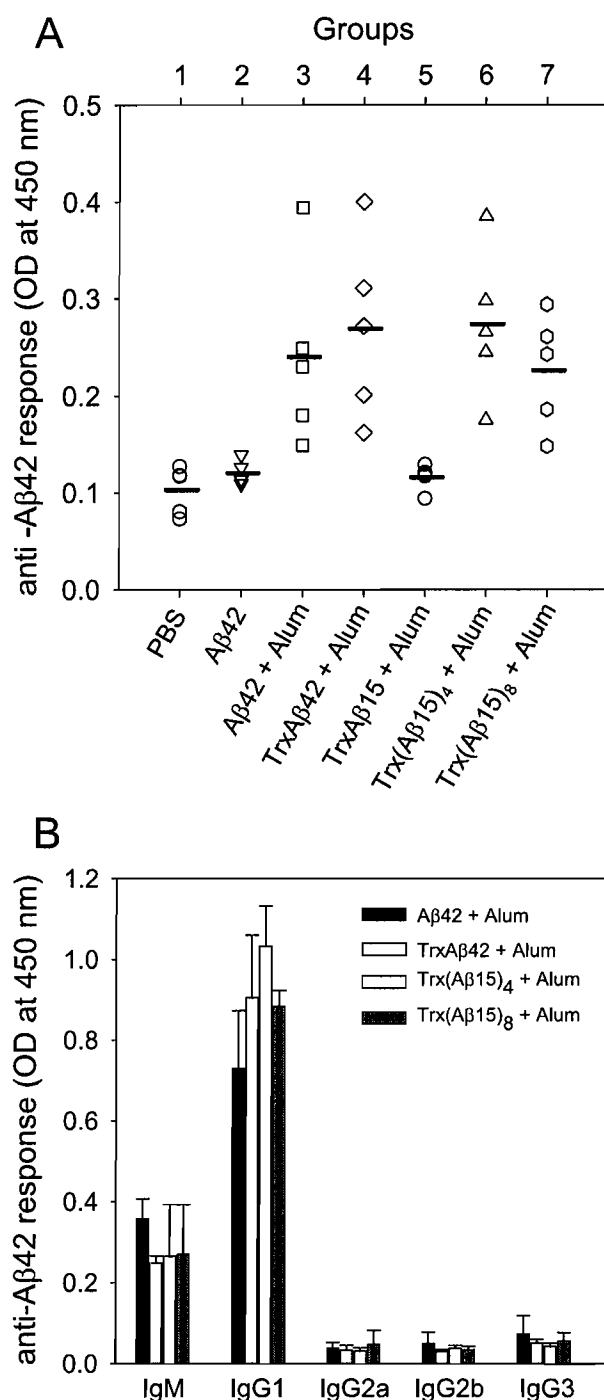 A
Groups
1 2 3 4 5 6 7
anti -Aβ42 response (OD at 450 nm)
0.5
0.4
0.3
0.2
0.1
0.0
PBS
Aβ42
Aβ42 + Alum
TrxAβ42 + Alum
TrxAβ15 + Alum
Trx(Aβ15)₄ + Alum
Trx(Aβ15)₈ + Alum
B
anti-Aβ42 response (OD at 450 nm)
1.2
1.0
0.8
0.6
0.4
0.2
0.0
Aβ42 + Alum
TrxAβ42 + Alum
Trx(Aβ15)₄ + Alum
Trx(Aβ15)₈ + Alum
IgM IgG1 IgG2a IgG2b IgG3